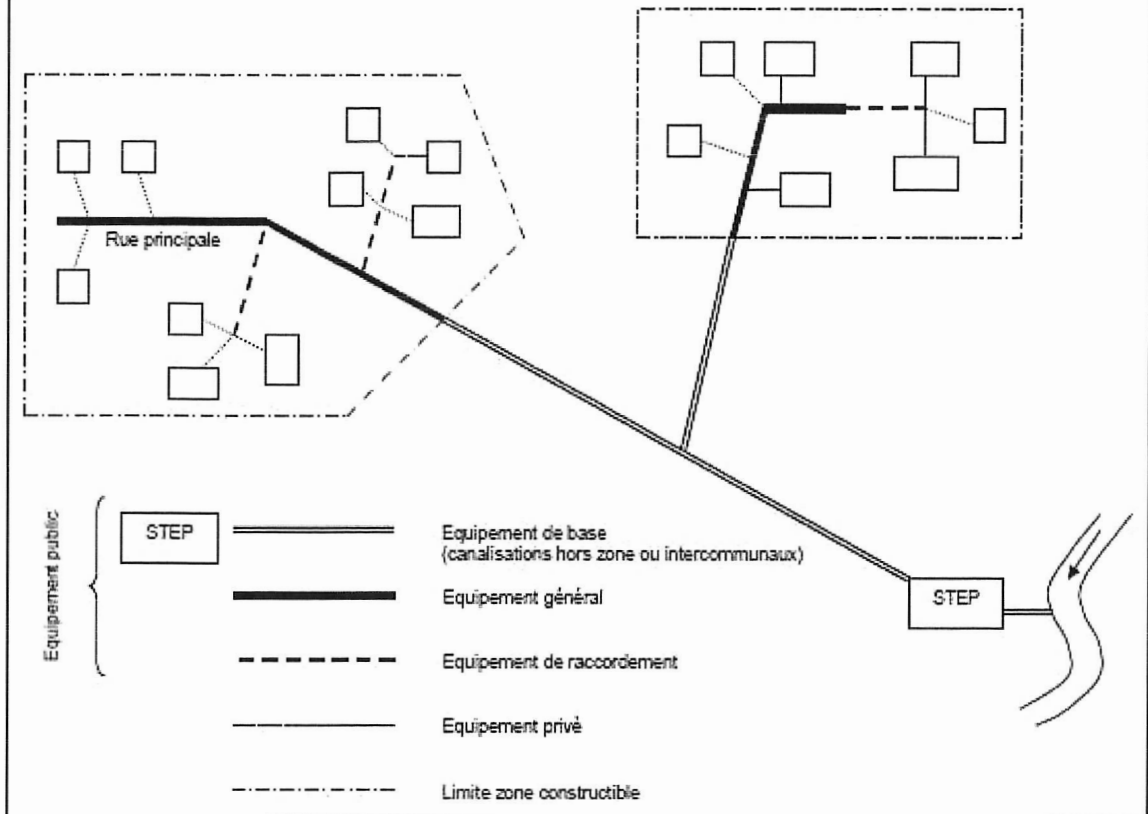 Rue principale
Equipement public
STEP
Equipement de base
(canalisations hors zone ou intercommunaux)
Equipement général
Equipement de raccordement
Equipement privé
Limite zone constructible
STEP